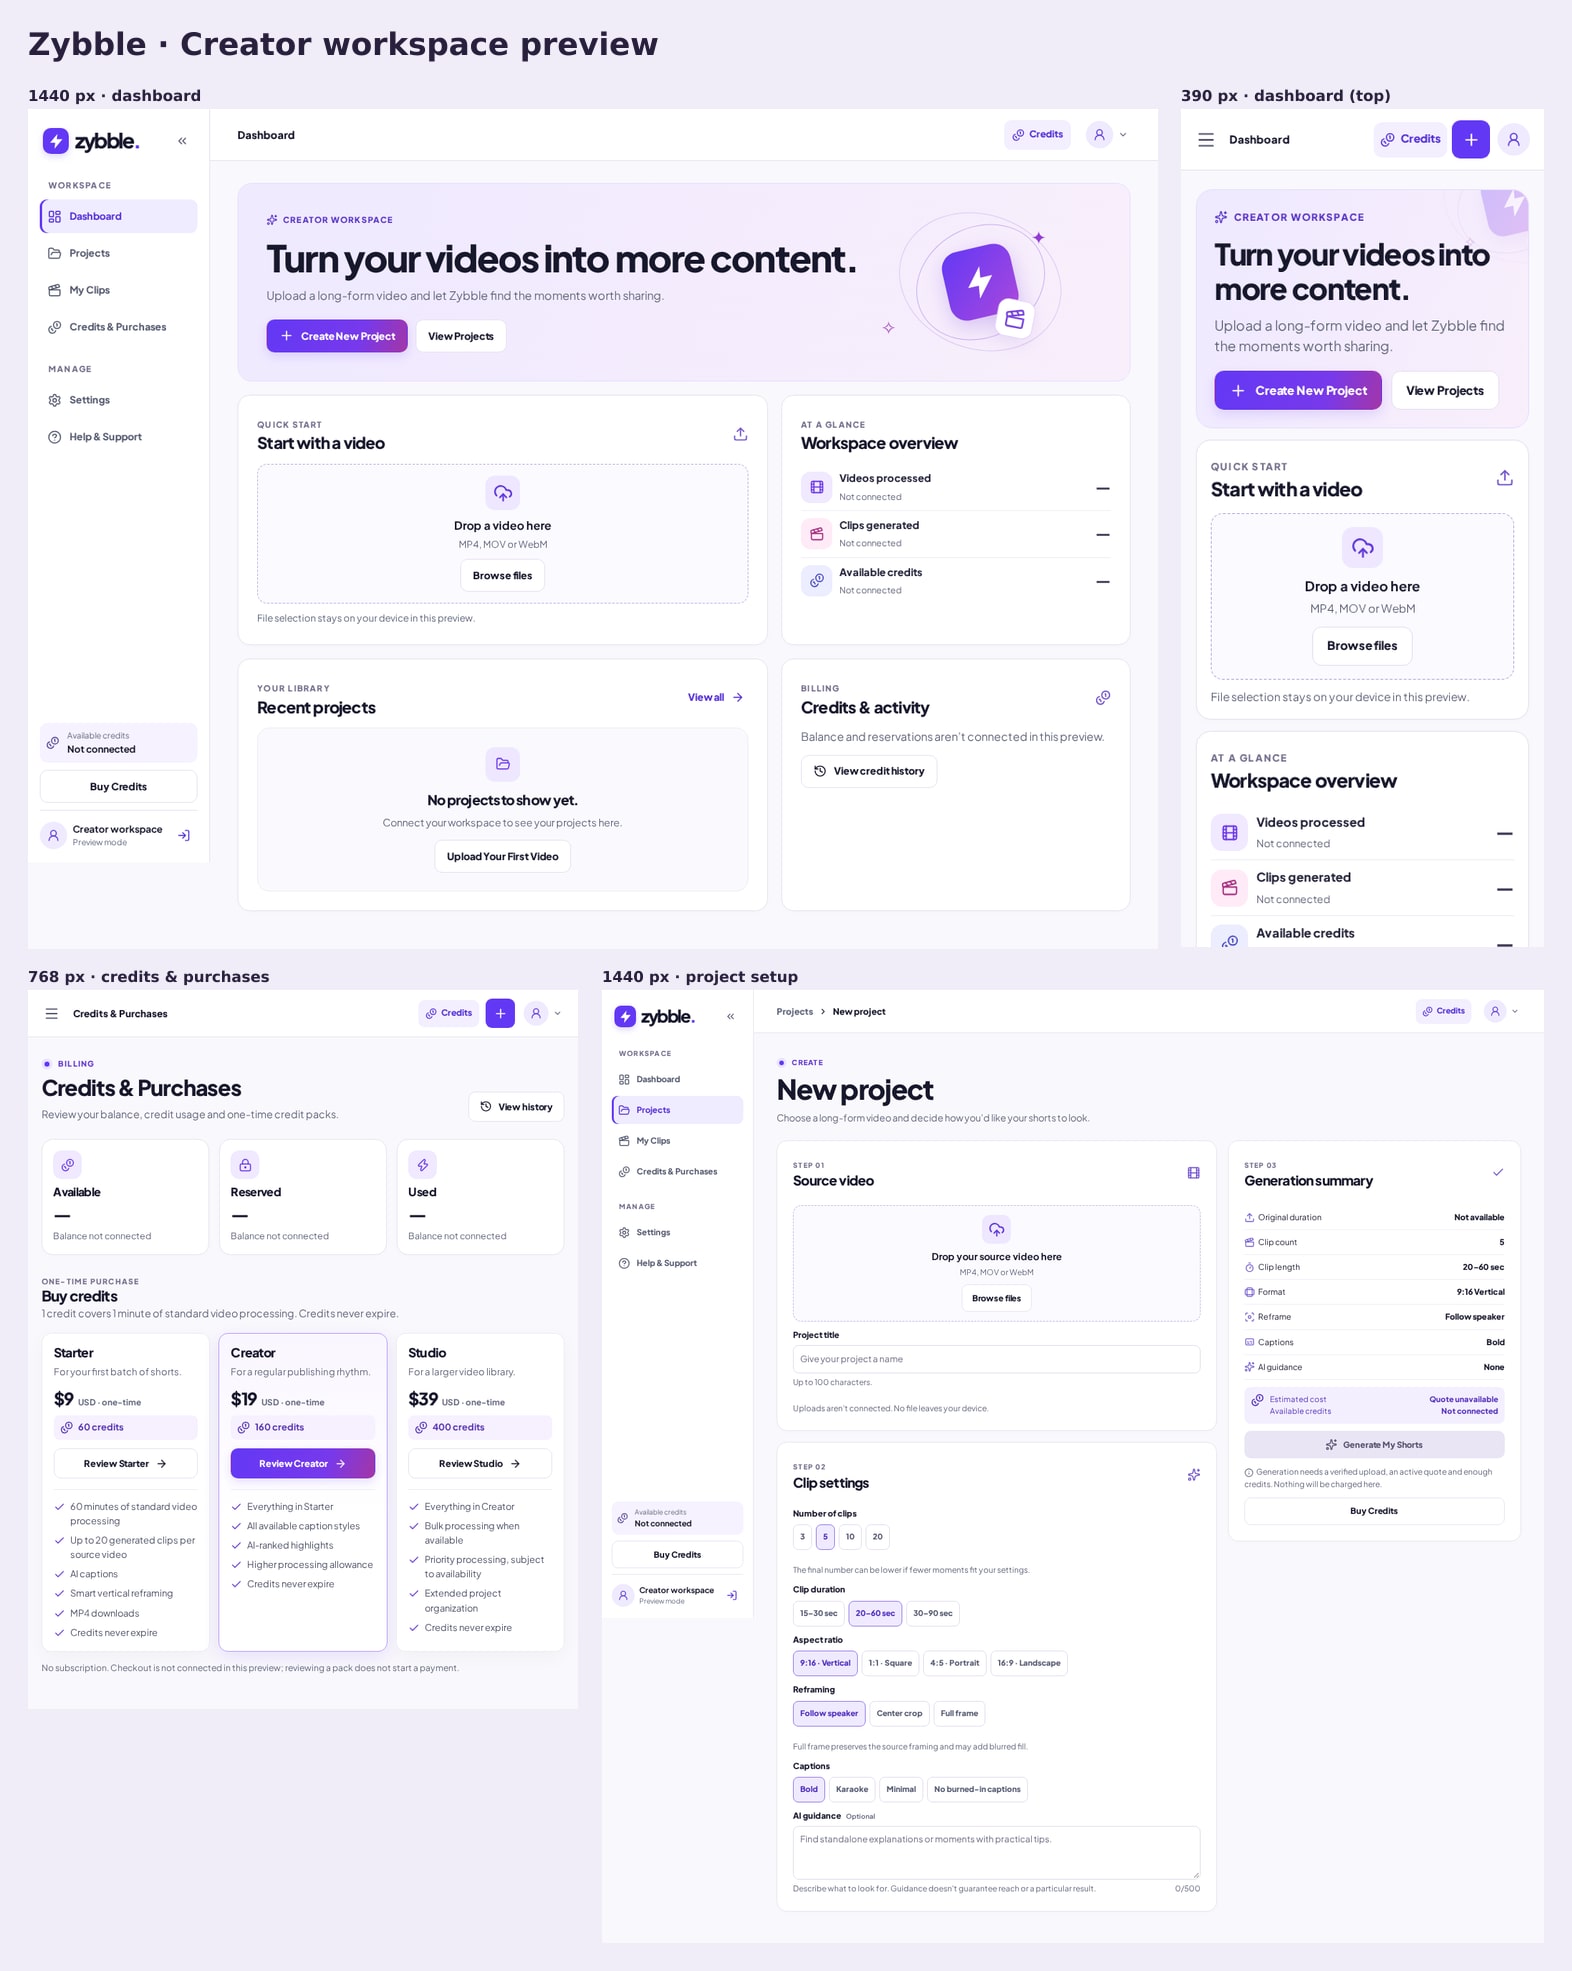 Zybble · Creator workspace preview
1440 px · dashboard
zybble.
WORKSPACE
Dashboard
Projects
My Clips
Credits & Purchases
MANAGE
Settings
Help & Support
Available credits
Not connected
Buy Credits
Creator workspace
Preview mode
Dashboard
Credits
CREATOR WORKSPACE
Turn your videos into more content.
Upload a long-form video and let Zybble find the moments worth sharing.
Create New Project
View Projects
QUICK START
Start with a video
Drop a video here
MP4, MOV or WebM
Browse files
File selection stays on your device in this preview.
AT A GLANCE
Workspace overview
Videos processed
Not connected
—
Clips generated
Not connected
—
Available credits
Not connected
—
YOUR LIBRARY
Recent projects
View all
No projects to show yet.
Connect your workspace to see your projects here.
Upload Your First Video
BILLING
Credits & activity
Balance and reservations aren't connected in this preview.
View credit history
390 px · dashboard (top)
Dashboard
Credits
CREATOR WORKSPACE
Turn your videos into
more content.
Upload a long-form video and let Zybble find
the moments worth sharing.
Create New Project
View Projects
QUICK START
Start with a video
Drop a video here
MP4, MOV or WebM
Browse files
File selection stays on your device in this preview.
AT A GLANCE
Workspace overview
Videos processed
Not connected
—
Clips generated
Not connected
—
Available credits
—
768 px · credits & purchases
Credits & Purchases
Credits
BILLING
Credits & Purchases
Review your balance, credit usage and one-time credit packs.
View history
Available
—
Balance not connected
Reserved
—
Balance not connected
Used
—
Balance not connected
ONE-TIME PURCHASE
Buy credits
1 credit covers 1 minute of standard video processing. Credits never expire.
Starter
For your first batch of shorts.
$9 USD · one-time
60 credits
Review Starter
60 minutes of standard video
processing
Up to 20 generated clips per
source video
AI captions
Smart vertical reframing
MP4 downloads
Credits never expire
Creator
For a regular publishing rhythm.
$19 USD · one-time
160 credits
Review Creator
Everything in Starter
All available caption styles
AI-ranked highlights
Higher processing allowance
Credits never expire
Studio
For a larger video library.
$39 USD · one-time
400 credits
Review Studio
Everything in Creator
Bulk processing when
available
Priority processing, subject
to availability
Extended project
organization
Credits never expire
No subscription. Checkout is not connected in this preview; reviewing a pack does not start a payment.
1440 px · project setup
zybble.
WORKSPACE
Dashboard
Projects
My Clips
Credits & Purchases
MANAGE
Settings
Help & Support
Available credits
Not connected
Buy Credits
Creator workspace
Preview mode
Projects > New project
Credits
CREATE
New project
Choose a long-form video and decide how you'd like your shorts to look.
STEP 01
Source video
Drop your source video here
MP4, MOV or WebM
Browse files
Project title
Give your project a name
Up to 100 characters.
Uploads aren't connected. No file leaves your device.
STEP 02
Clip settings
Number of clips
3 5 10 20
The final number can be lower if fewer moments fit your settings.
Clip duration
15–30 sec 20–60 sec 30–90 sec
Aspect ratio
9:16 · Vertical 1:1 · Square 4:5 · Portrait 16:9 · Landscape
Reframing
Follow speaker Center crop Full frame
Full frame preserves the source framing and may add blurred fill.
Captions
Bold Karaoke Minimal No burned-in captions
AI guidance Optional
Find standalone explanations or moments with practical tips.
Describe what to look for. Guidance doesn't guarantee reach or a particular result. 0/500
STEP 03
Generation summary
Original duration Not available
Clip count 5
Clip length 20–60 sec
Format 9:16 Vertical
Reframe Follow speaker
Captions Bold
AI guidance None
Estimated cost Quote unavailable
Available credits Not connected
Generate My Shorts
Generation needs a verified upload, an active quote and enough
credits. Nothing will be charged here.
Buy Credits